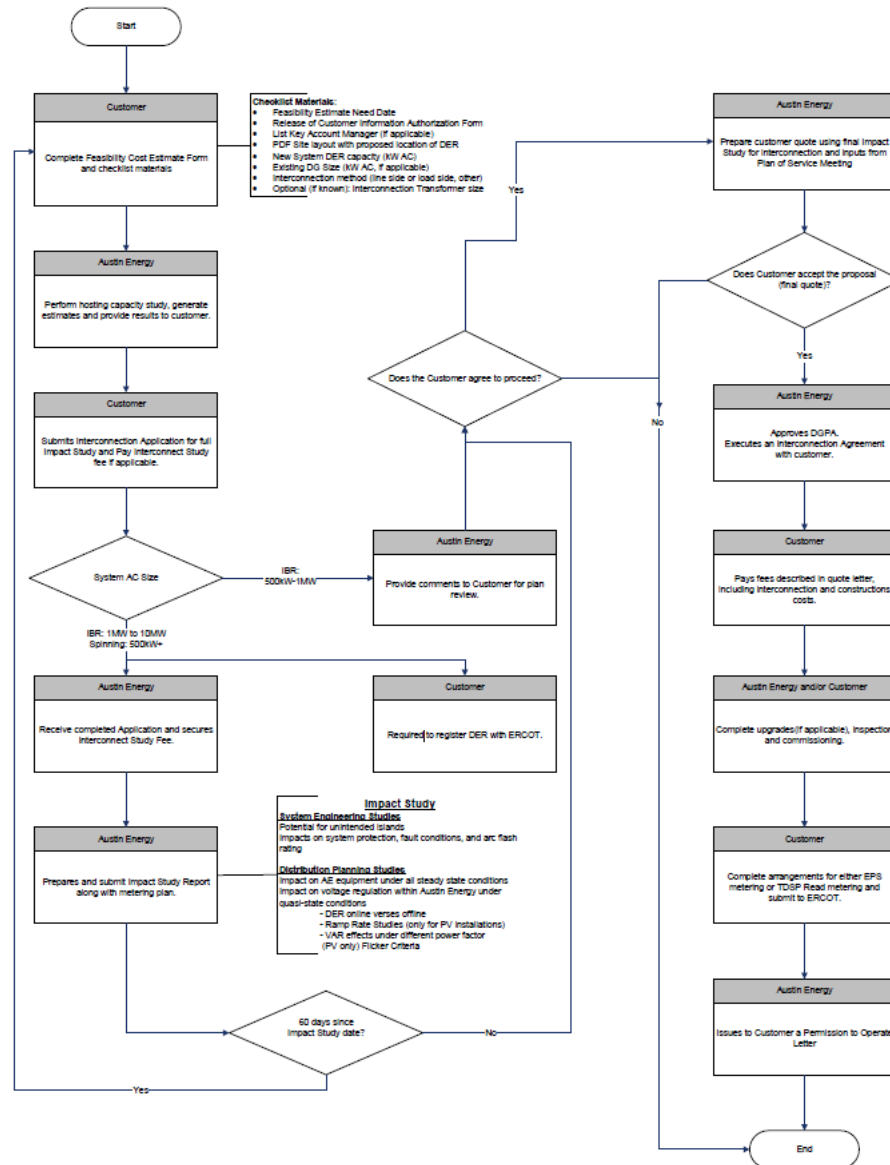 Start
Customer
Complete Feasibility Cost Estimate Form
and checklist materials
Checklist Materials:
• Feasibility Estimate Need Date
• Release of Customer Information Authorization Form
• List Key Account Manager (if applicable)
• PDF Site layout with proposed location of DER
• New System DER capacity (kW AC)
• Existing DG Size (kW AC, if applicable)
• Interconnection method (line side or load side, other)
• Optional (if known): Interconnection Transformer size
Austin Energy
Perform hosting capacity study, generate
estimates and provide results to customer.
Customer
Submits Interconnection Application for full
Impact Study and Pay Interconnect Study
fee if applicable.
System AC Size
IBR:
500kW-1MW
IBR: 1MW to 10MW
Spinning: 500kW+
Austin Energy
Provide comments to Customer for plan
review.
Austin Energy
Receive completed Application and secures
Interconnect Study Fee.
Customer
Required to register DER with ERCOT.
Austin Energy
Prepares and submit Impact Study Report
along with metering plan.
Impact Study
System Engineering Studies
Potential for unintended islands
Impacts on system protection, fault conditions, and arc flash
rating
Distribution Planning Studies
Impact on AE equipment under all steady state conditions
Impact on voltage regulation within Austin Energy under
quasi-state conditions
- DER online verses offline
- Ramp Rate Studies (only for PV Installations)
- VAR effects under different power factor
(PV only) Flicker Criteria
60 days since
Impact Study date?
No
Yes
Does the Customer agree to proceed?
Yes
No
Austin Energy
Prepare customer quote using final Impact
Study for Interconnection and inputs from
Plan of Service Meeting
Does Customer accept the proposal
(final quote)?
Yes
Austin Energy
Approves DGPA.
Executes an Interconnection Agreement
with customer.
Customer
Pays fees described in quote letter,
including Interconnection and constructions
costs.
Austin Energy and/or Customer
Complete upgrades(if applicable), inspection
and commissioning.
Customer
Complete arrangements for either EPS
metering or TDSP Read metering and
submit to ERCOT.
Austin Energy
Issues to Customer a Permission to Operate
Letter
End